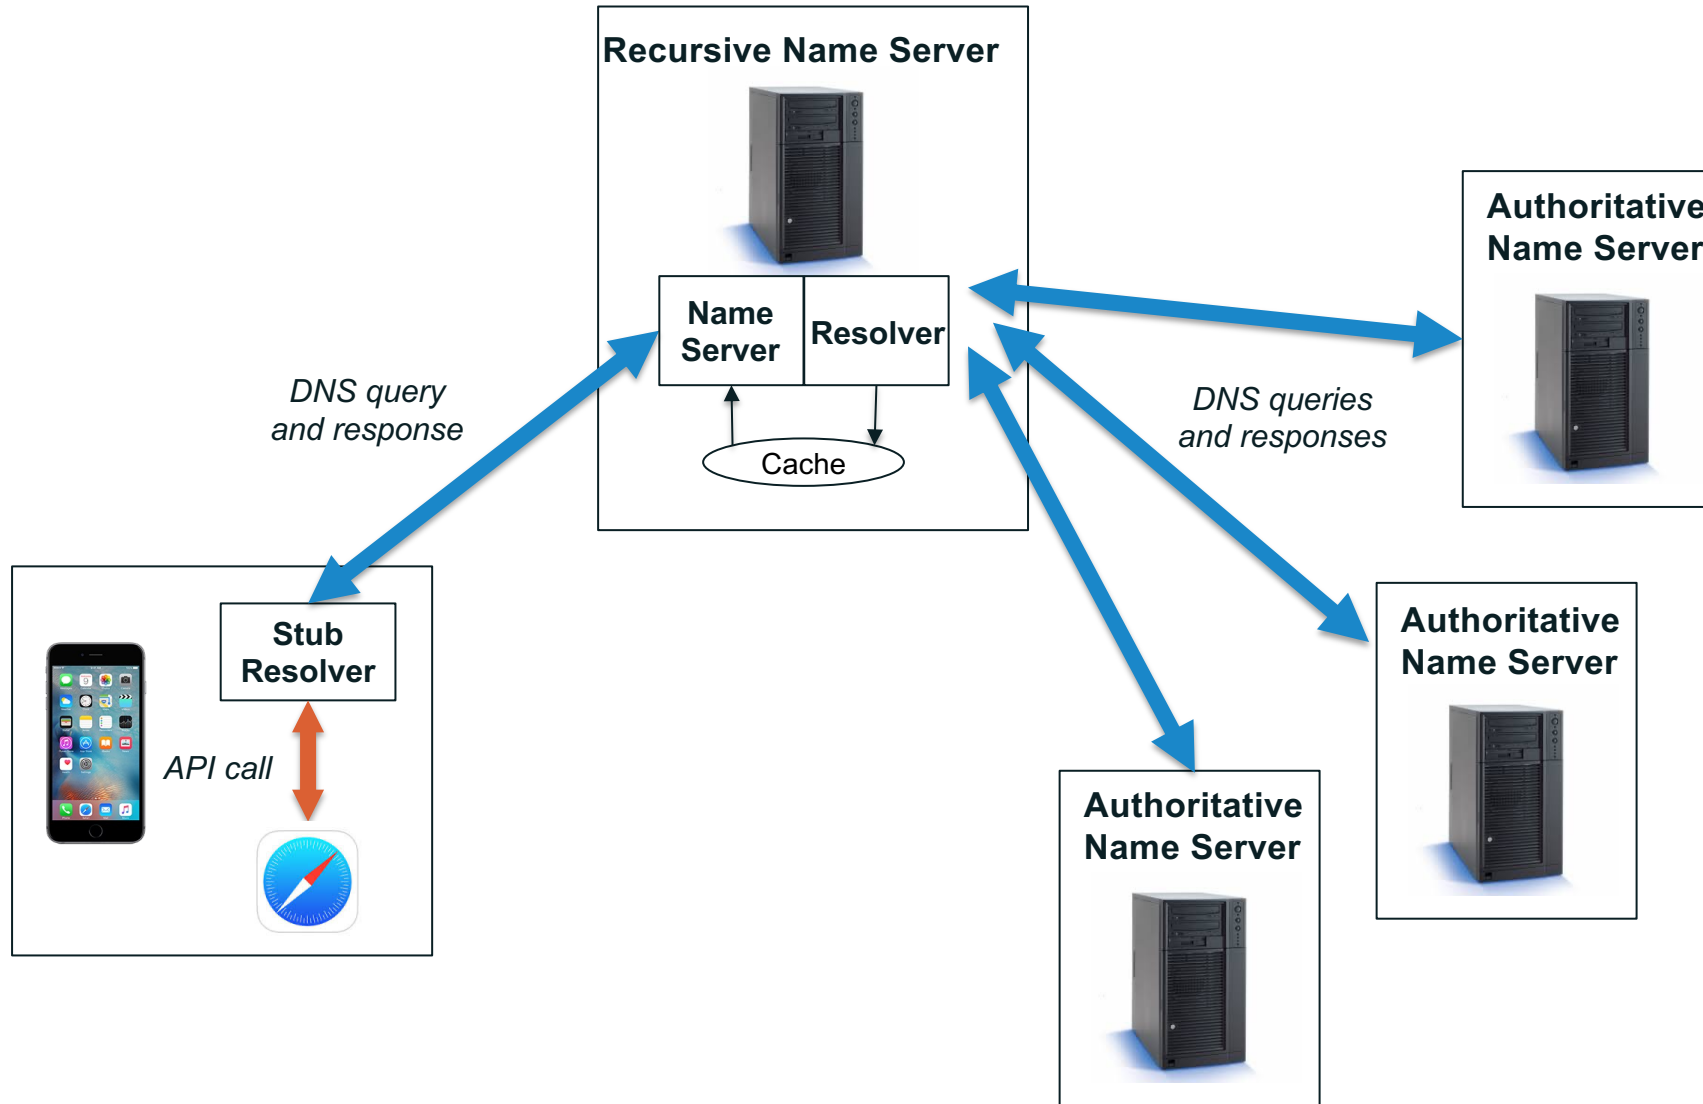 Recursive Name Server
Name
Server
Resolver
Cache
DNS query
and response
DNS queries
and responses
Authoritative
Name Server
Stub
Resolver
API call
Authoritative
Name Server
Authoritative
Name Server